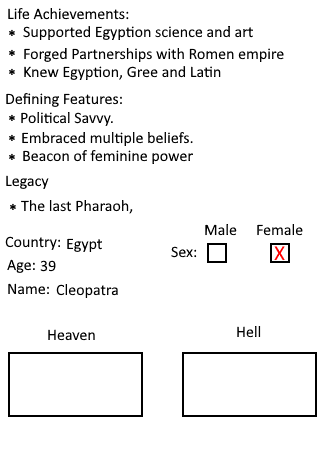 Life Achievements:
* Supported Egyption science and art
* Forged Partnerships with Romen empire
* Knew Egyption, Gree and Latin
Defining Features:
* Political Savvy.
* Embraced multiple beliefs.
* Beacon of feminine power
Legacy
* The last Pharaoh,
Male Female
Country: Egypt Sex: X
Age: 39
Name: Cleopatra
Heaven Hell